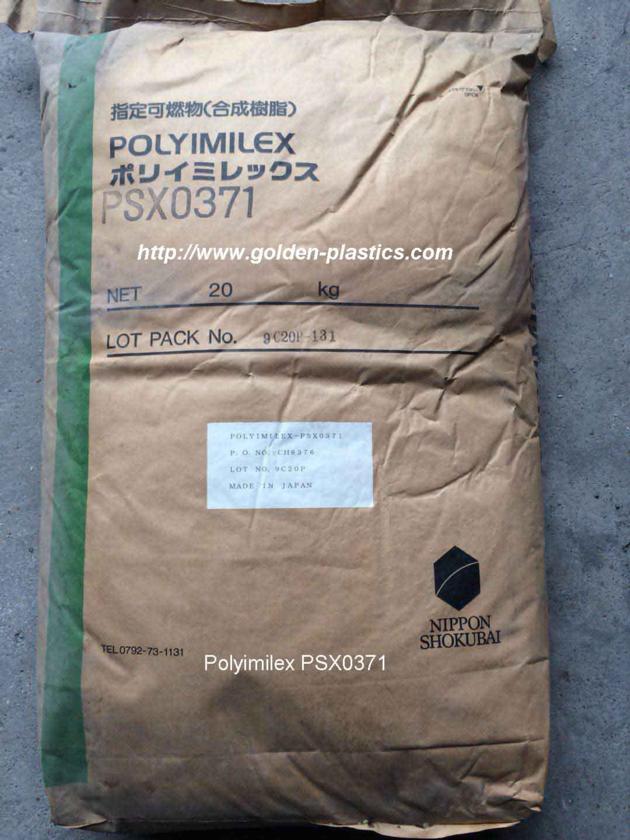 指定可燃物(合成樹脂)
POLYIMILEX
ポリイミレックス
PSX0371
http://www.golden-plastics.com
NET 20 kg
LOT PACK No. 9C20P-131
POLYIMILEX-PSX0371
P.O. NO. CH6376
LOT NO. 9C20P
MADE IN JAPAN
NIPPON
SHOKUBAI
TEL 0792-73-1131
Polyimilex PSX0371